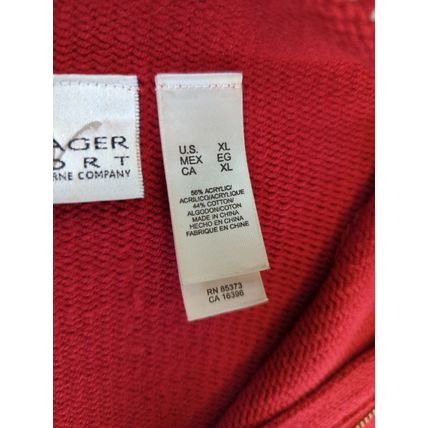 AGER
ORT
RNE COMPANY
U.S. XL
MEX EG
CA XL
56% ACRYLIC/
ACRILICO/ACRYLIQUE
44% COTTON/
ALGODON/COTON
MADE IN CHINA
HECHO EN CHINA
FABRIQUE EN CHINE
RN 85373
CA 16396